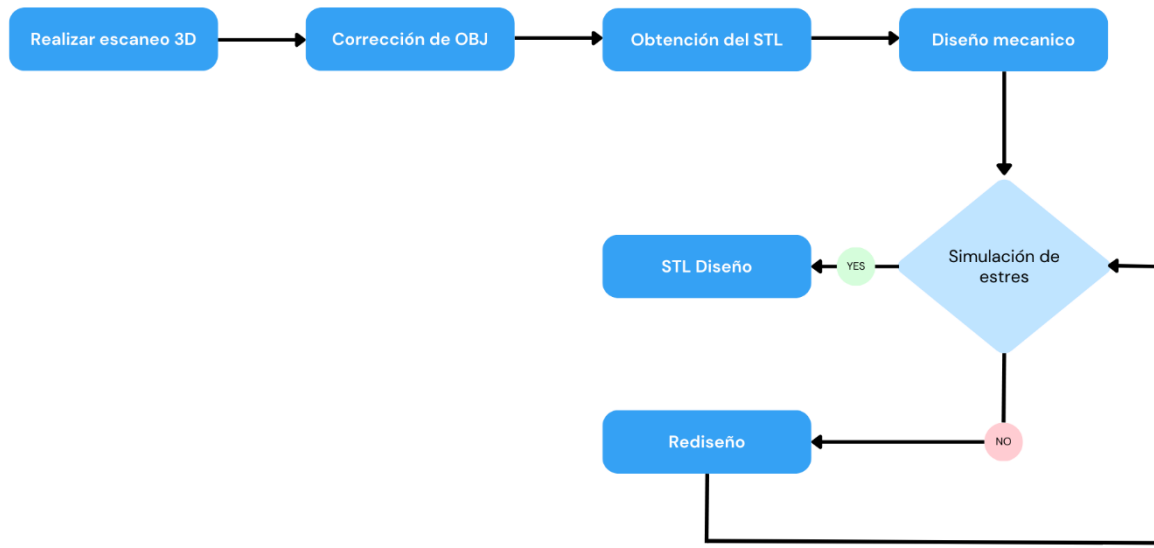 Realizar escaneo 3D
Corrección de OBJ
Obtención del STL
Diseño mecanico
Simulación de
estres
YES
STL Diseño
NO
Rediseño